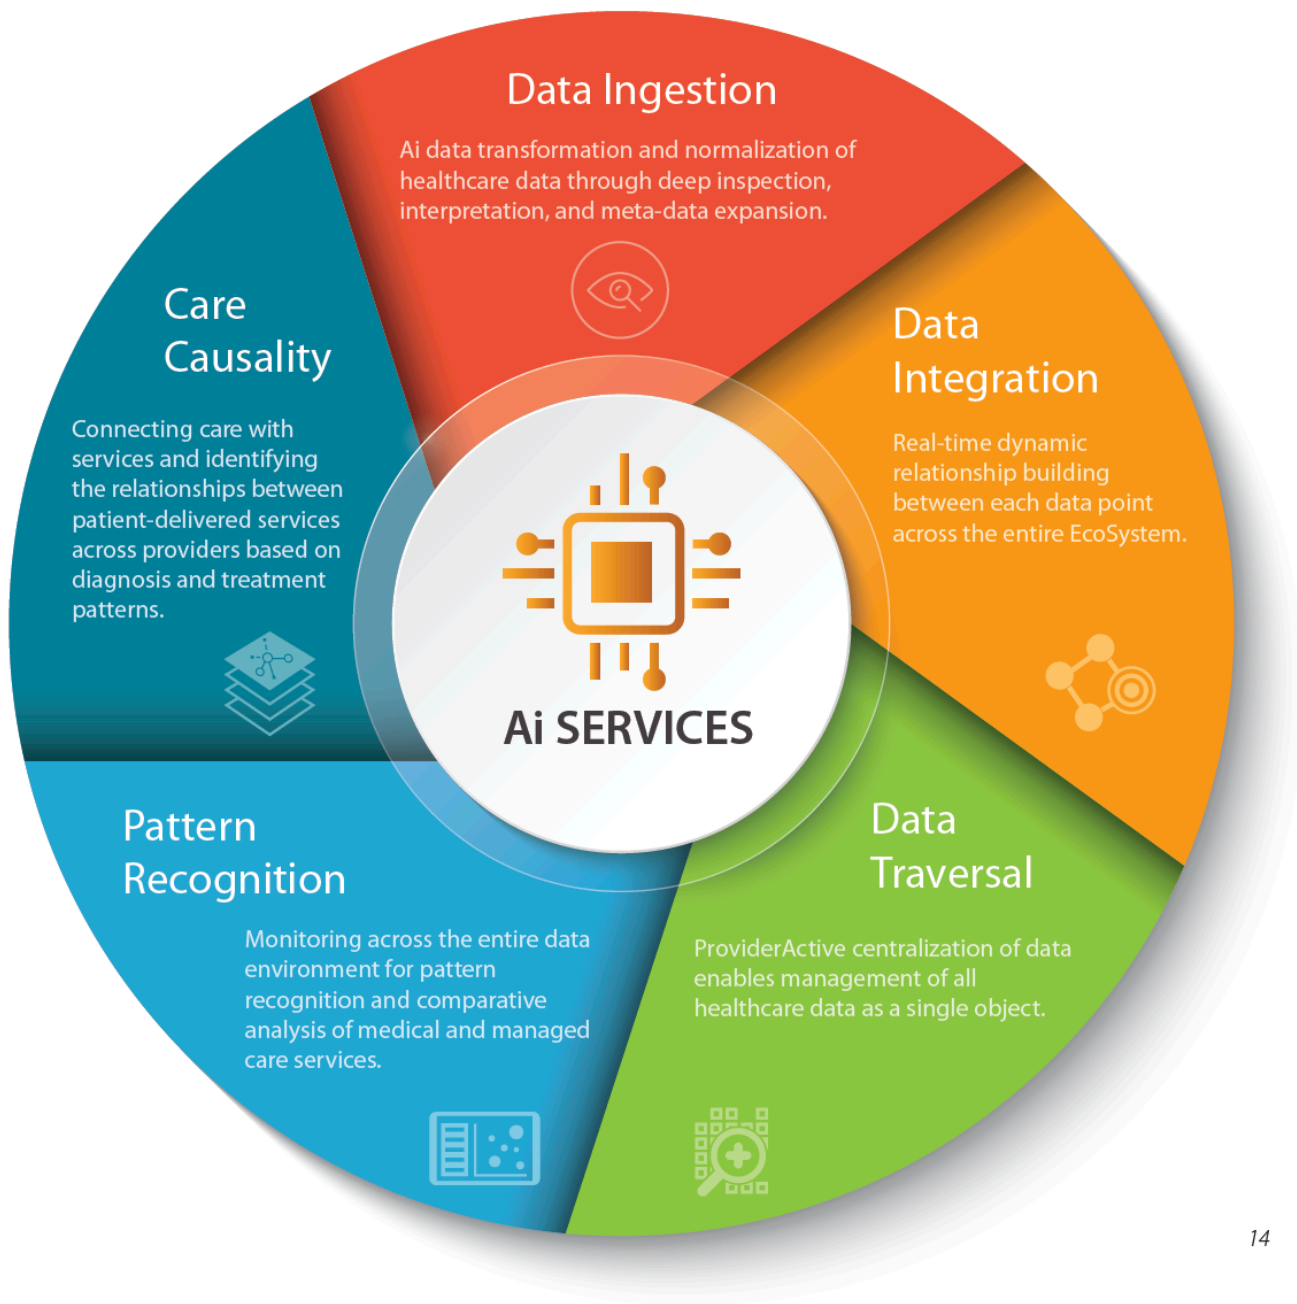 Data Ingestion
Ai data transformation and normalization of
healthcare data through deep inspection,
interpretation, and meta-data expansion.
Data
Integration
Real-time dynamic
relationship building
between each data point
across the entire EcoSystem.
Data
Traversal
ProviderActive centralization of data
enables management of all
healthcare data as a single object.
Pattern
Recognition
Monitoring across the entire data
environment for pattern
recognition and comparative
analysis of medical and managed
care services.
Care
Causality
Connecting care with
services and identifying
the relationships between
patient-delivered services
across providers based on
diagnosis and treatment
patterns.
Ai SERVICES
14